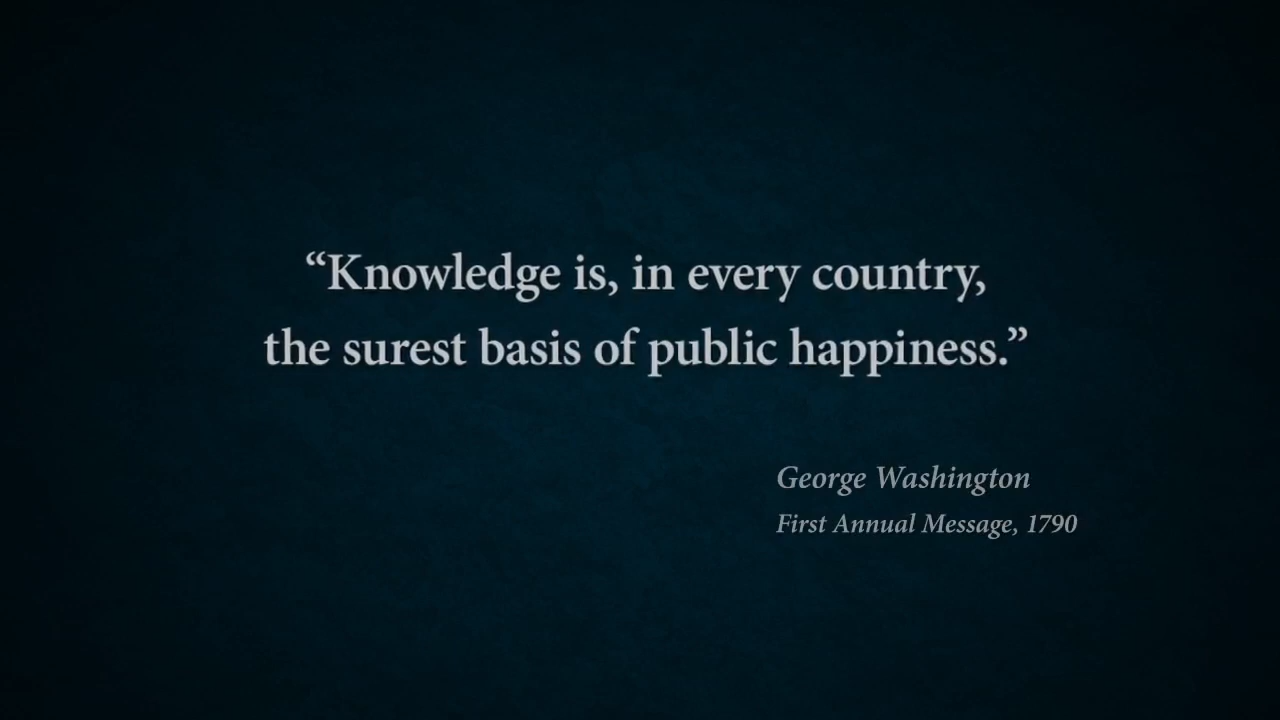 “Knowledge is, in every country,
the surest basis of public happiness.”
George Washington
First Annual Message, 1790